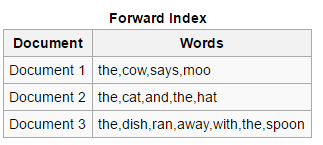 Forward Index
Document Words
Document 1 the,cow,says,moo
Document 2 the,cat,and,the,hat
Document 3 the,dish,ran,away,with,the,spoon